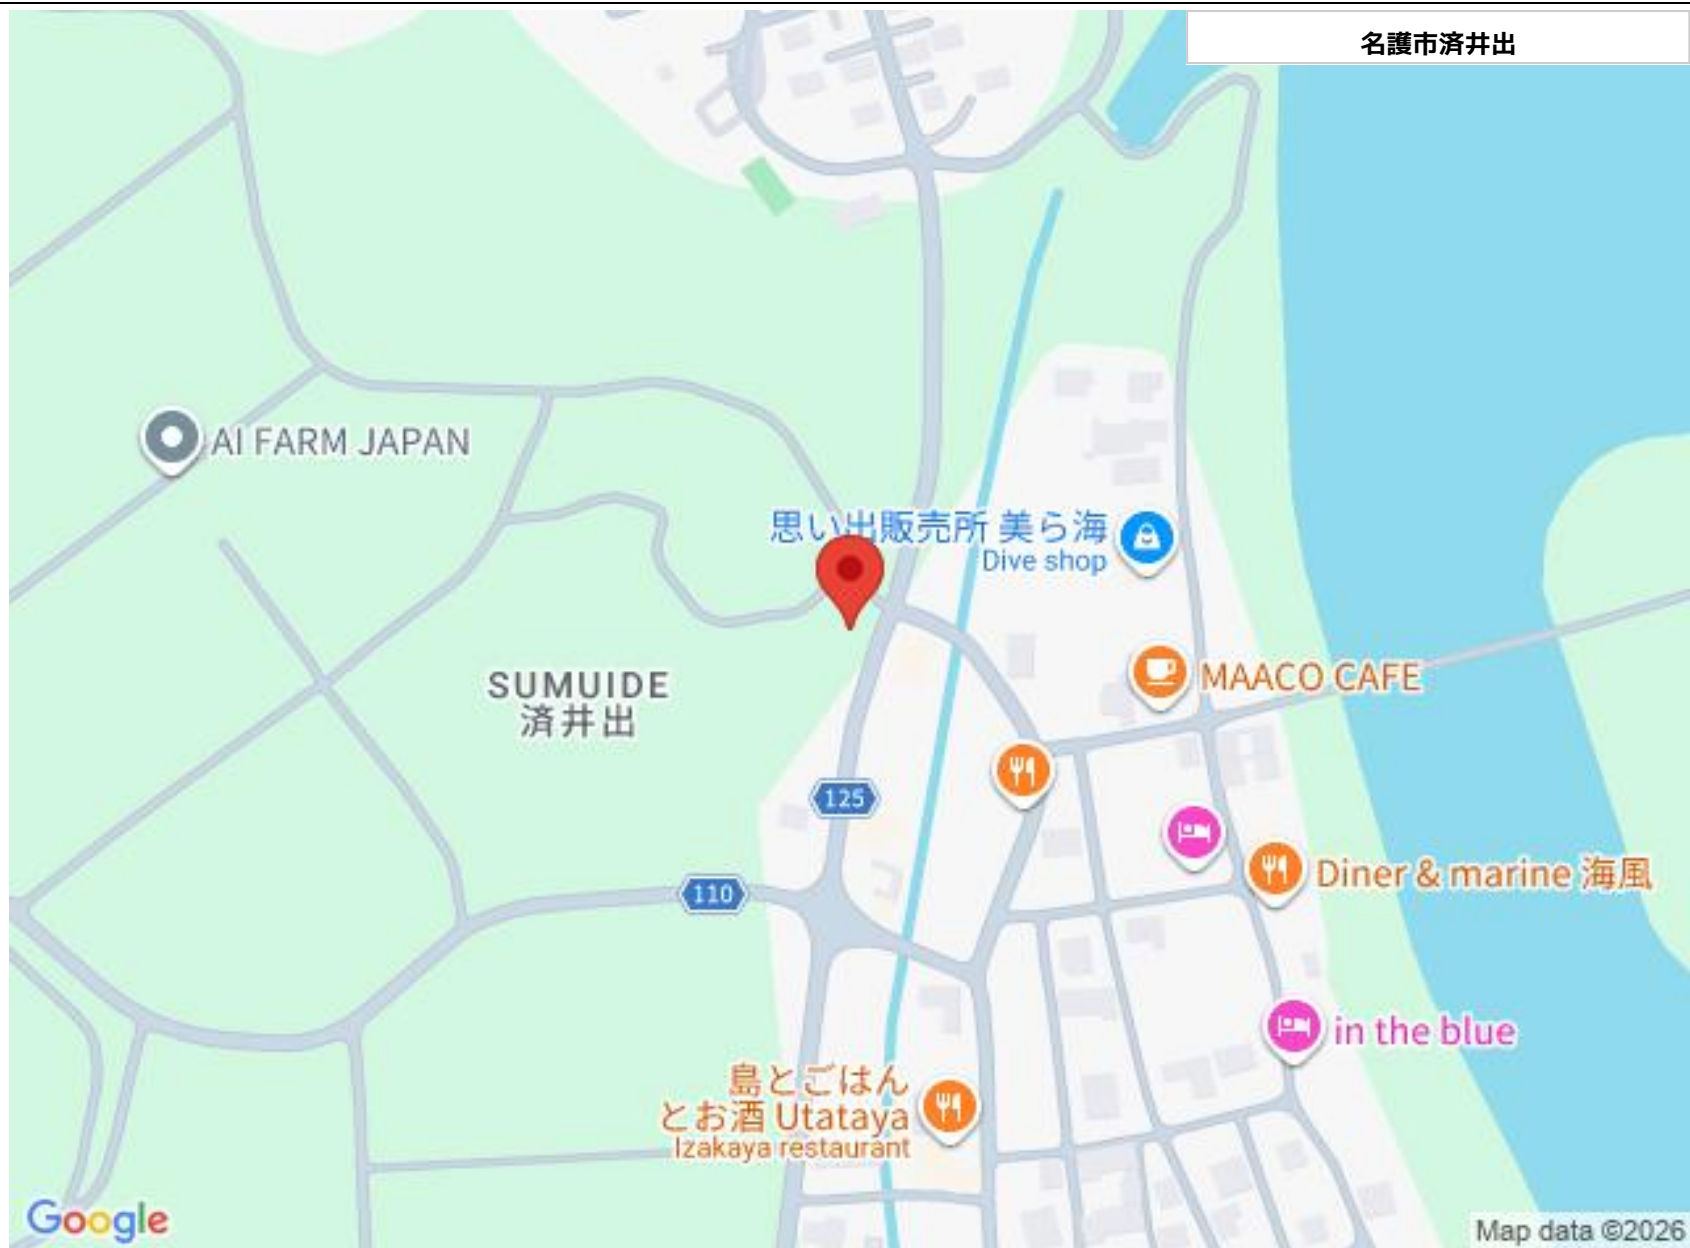 名護市済井出
AI FARM JAPAN
思い出販売所 美ら海
Dive shop
MAACO CAFE
SUMUIDE
済井出
125
110
Diner & marine 海風
in the blue
島とごはん
とお酒 Utataya
Izakaya restaurant
Google
Map data ©2026